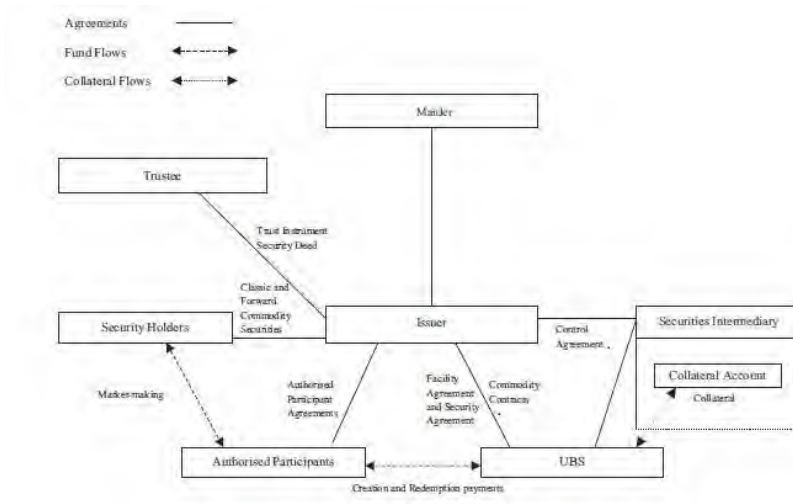 Agreements
Fund Flows
Collateral Flows
Mander
Trustee
Trust Instrument
Security Deed
Classic and
Forward
Commodity
Securities
Security Holders
Issuer
Securities Intermediary
Control
Agreement
Collateral Account
Collateral
Market-making
Authorised
Participant
Agreements
Facility
Agreement
and Security
Agreement
Commodity
Contracts
Authorised Participants
UBS
Creation and Redemption payments